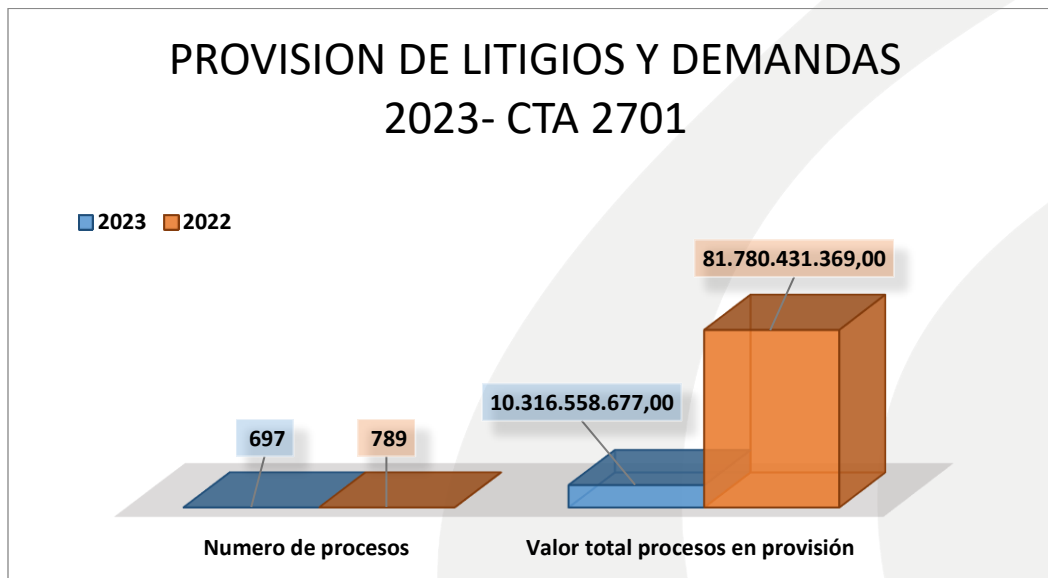 PROVISION DE LITIGIOS Y DEMANDAS
2023- CTA 2701
2023 2022
81.780.431.369,00
10.316.558.677,00
697 789
Numero de procesos Valor total procesos en provisión